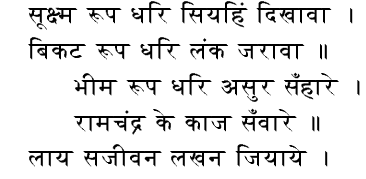 सूक्ष्म रूप धरि सियहिं दिखावा ।
बिकट रूप धरि लंक जरावा ॥
भीम रूप धरि असुर सँहारे ।
रामचंद्र के काज सँवारे ॥
लाय सजीवन लखन जियाये ।